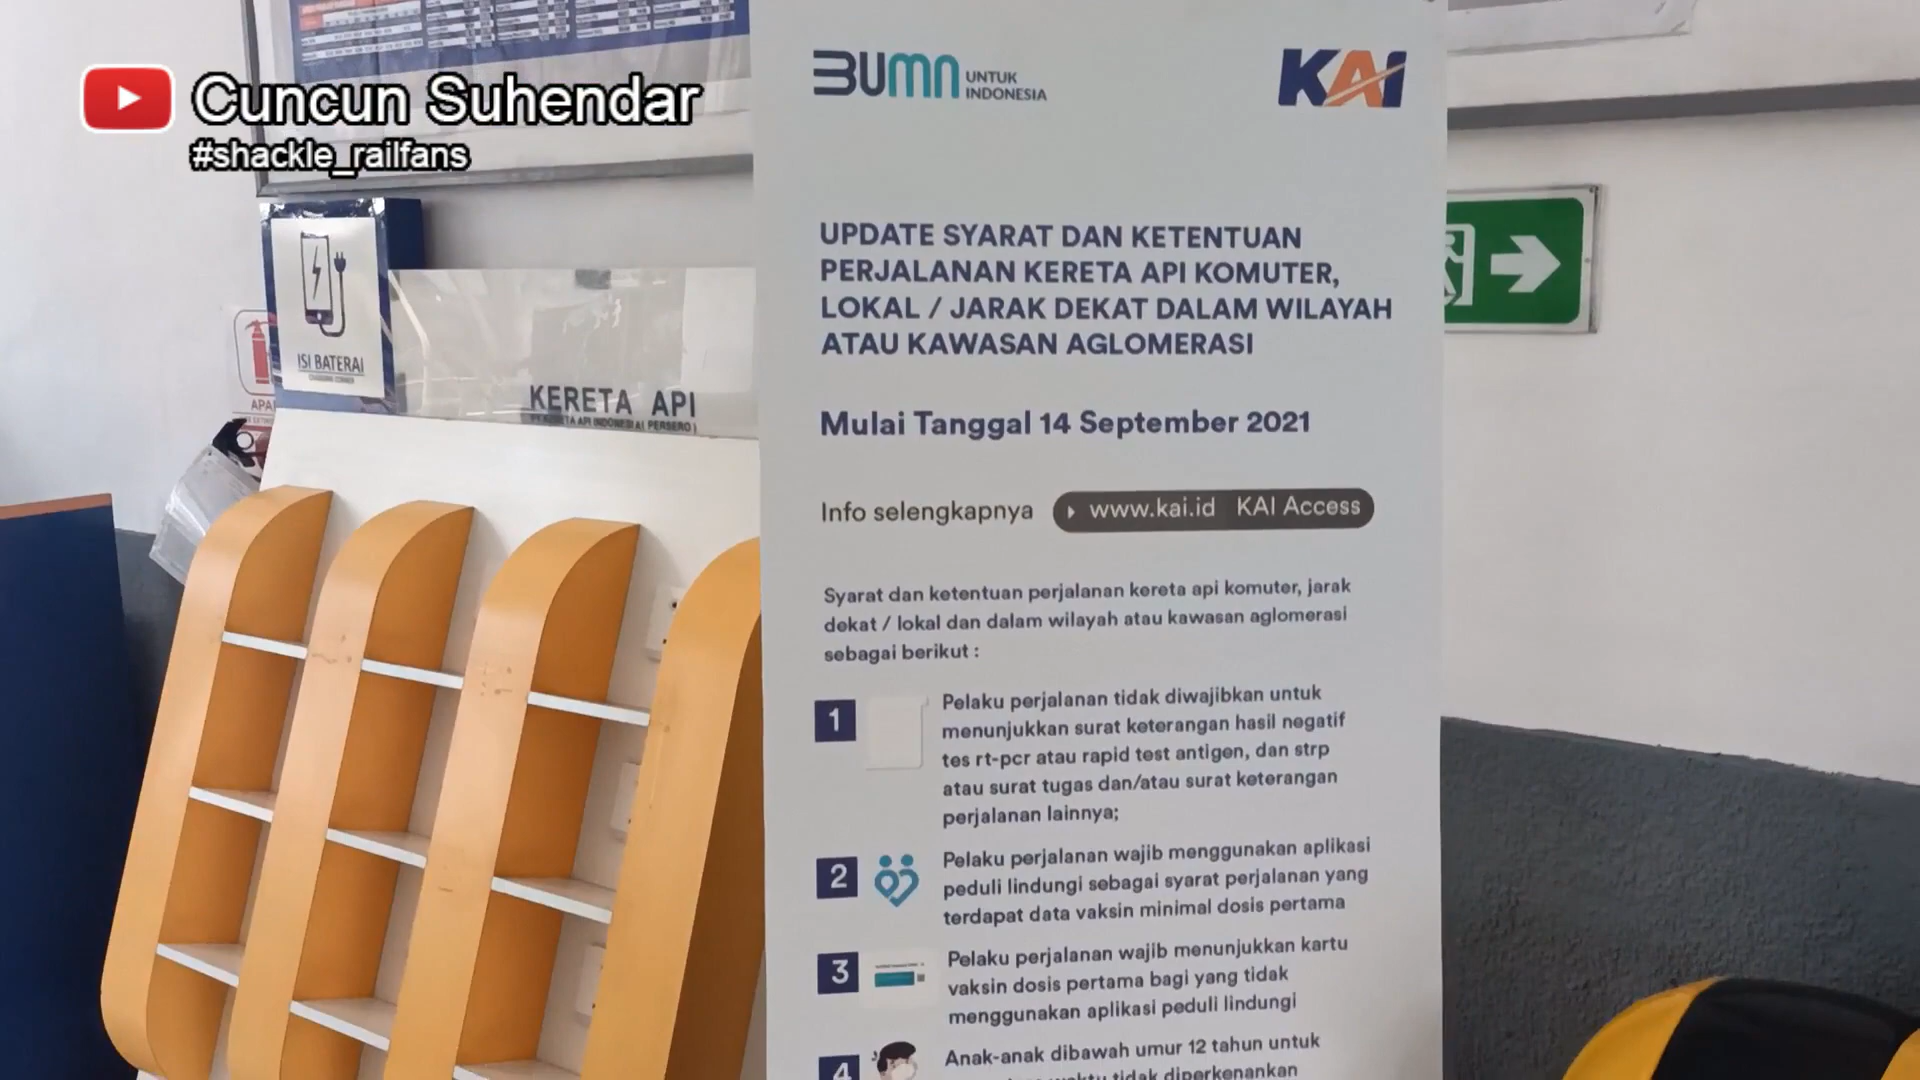 Cuncun Suhendar
#shackle_railfans
ISI BATERAI
APA
KERETA API
BUMN UNTUK INDONESIA
KAI
UPDATE SYARAT DAN KETENTUAN
PERJALANAN KERETA API KOMUTER,
LOKAL / JARAK DEKAT DALAM WILAYAH
ATAU KAWASAN AGLOMERASI
Mulai Tanggal 14 September 2021
Info selengkapnya www.kai.id KAI Access
Syarat dan ketentuan perjalanan kereta api komuter, jarak
dekat / lokal dan dalam wilayah atau kawasan aglomerasi
sebagai berikut :
1 Pelaku perjalanan tidak diwajibkan untuk
menunjukkan surat keterangan hasil negatif
tes rt-pcr atau rapid test antigen, dan strp
atau surat tugas dan/atau surat keterangan
perjalanan lainnya;
2 Pelaku perjalanan wajib menggunakan aplikasi
peduli lindungi sebagai syarat perjalanan yang
terdapat data vaksin minimal dosis pertama
3 Pelaku perjalanan wajib menunjukkan kartu
vaksin dosis pertama bagi yang tidak
menggunakan aplikasi peduli lindungi
4 Anak-anak dibawah umur 12 tahun untuk
waktu tidak diperkenankan